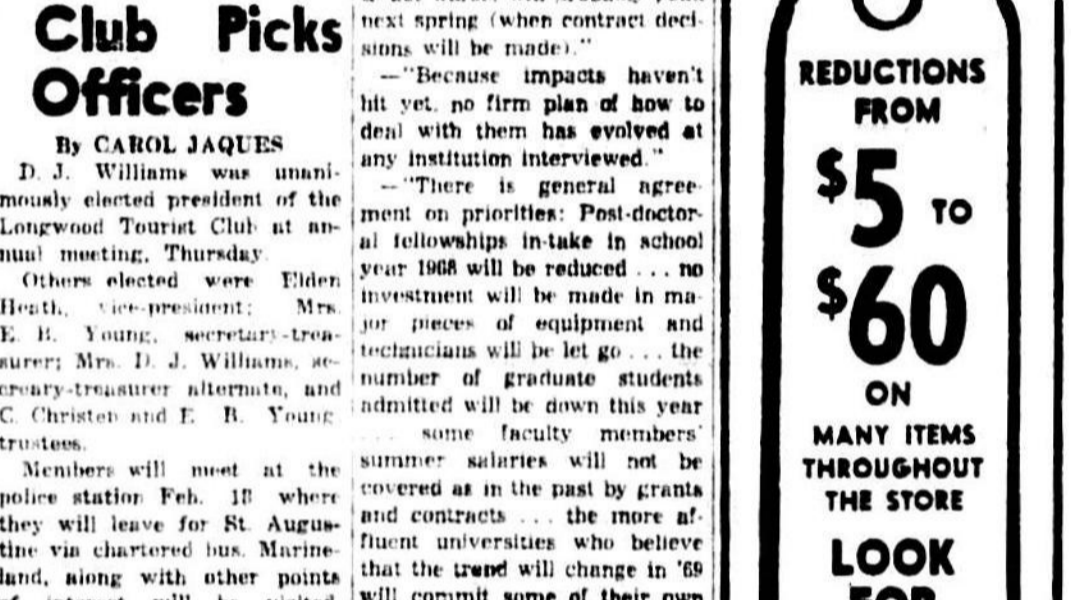 Club Picks
Officers
By CAROL JAQUES
D. J. Williams was unani-
mously elected president of the
Longwood Tourist Club at an-
nual meeting, Thursday.
Others elected were Elden
Heath, vice-president; Mrs.
E. R. Young, secretary-trea-
surer; Mrs. D. J. Williams, se-
creary-treasurer alternate, and
C. Christen and E. R. Young
trustees.
Members will meet at the
police station Feb. 18 where
they will leave for St. Augus-
tine via chartered bus. Marine-
land, along with other points
of interest will be visited.
next spring (when contract deci-
sions will be made)."
—"Because impacts haven't
hit yet, no firm plan of how to
deal with them has evolved at
any institution interviewed."
—"There is general agree-
ment on priorities: Post-doctor-
al fellowships in-take in school
year 1968 will be reduced ... no
investment will be made in ma-
jor pieces of equipment and
technicians will be let go ... the
number of graduate students
admitted will be down this year
... some faculty members'
summer salaries will not be
covered as in the past by grants
and contracts ... the more af-
fluent universities who believe
that the trend will change in '69
will commit some of their own
REDUCTIONS
FROM
$5 TO
$60
ON
MANY ITEMS
THROUGHOUT
THE STORE
LOOK
FOR